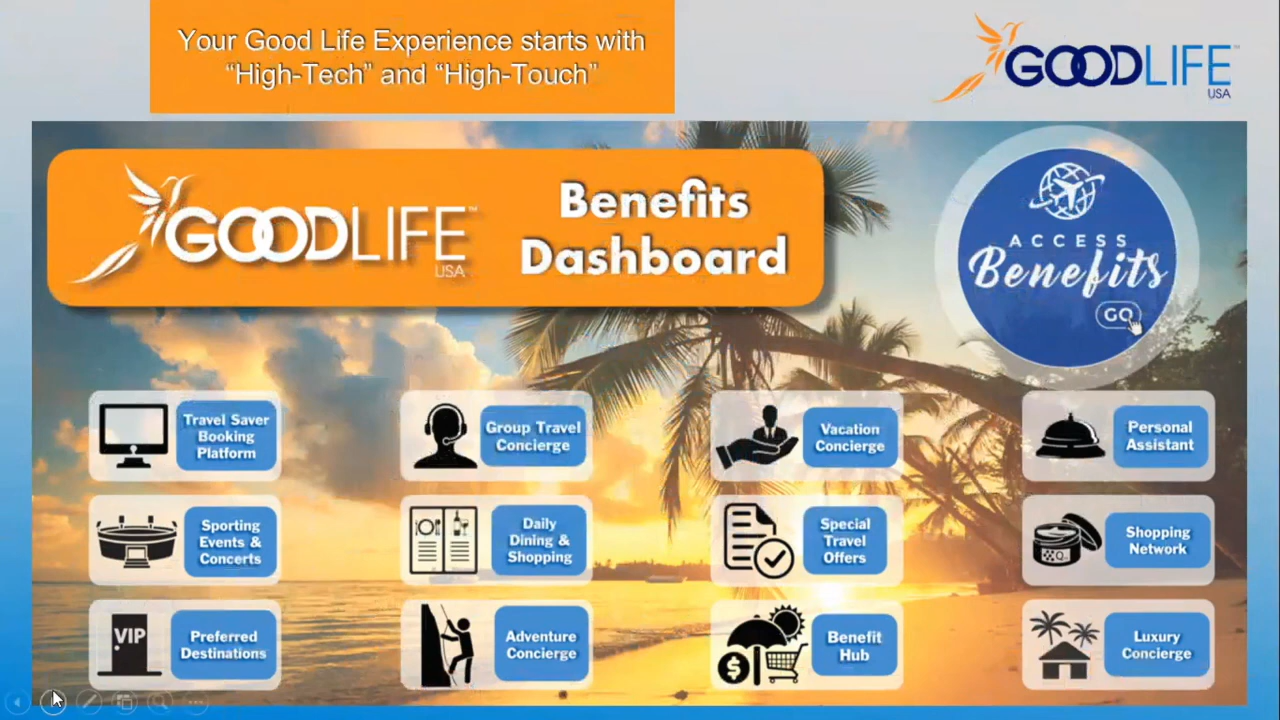 Your Good Life Experience starts with
“High-Tech” and “High-Touch”
GOODLIFE™
USA
GOODLIFE™
USA
Benefits
Dashboard
ACCESS
Benefits
GO
Travel Saver
Booking
Platform
Group Travel
Concierge
Vacation
Concierge
Personal
Assistant
Sporting
Events &
Concerts
Daily
Dining &
Shopping
Special
Travel
Offers
Shopping
Network
VIP
Preferred
Destinations
Adventure
Concierge
$
Benefit
Hub
Luxury
Concierge